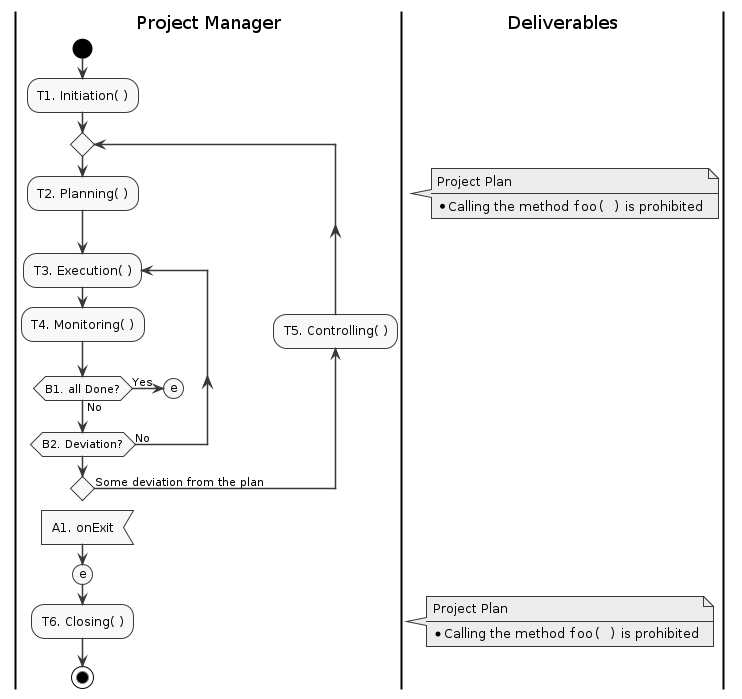 Project Manager
Deliverables
T1. Initiation( )
T2. Planning( )
Project Plan
•Calling the method foo( ) is prohibited
T3. Execution( )
T4. Monitoring( )
T5. Controlling( )
B1. all Done?
Yes
e
No
B2. Deviation?
No
Some deviation from the plan
A1. onExit
e
T6. Closing( )
Project Plan
•Calling the method foo( ) is prohibited